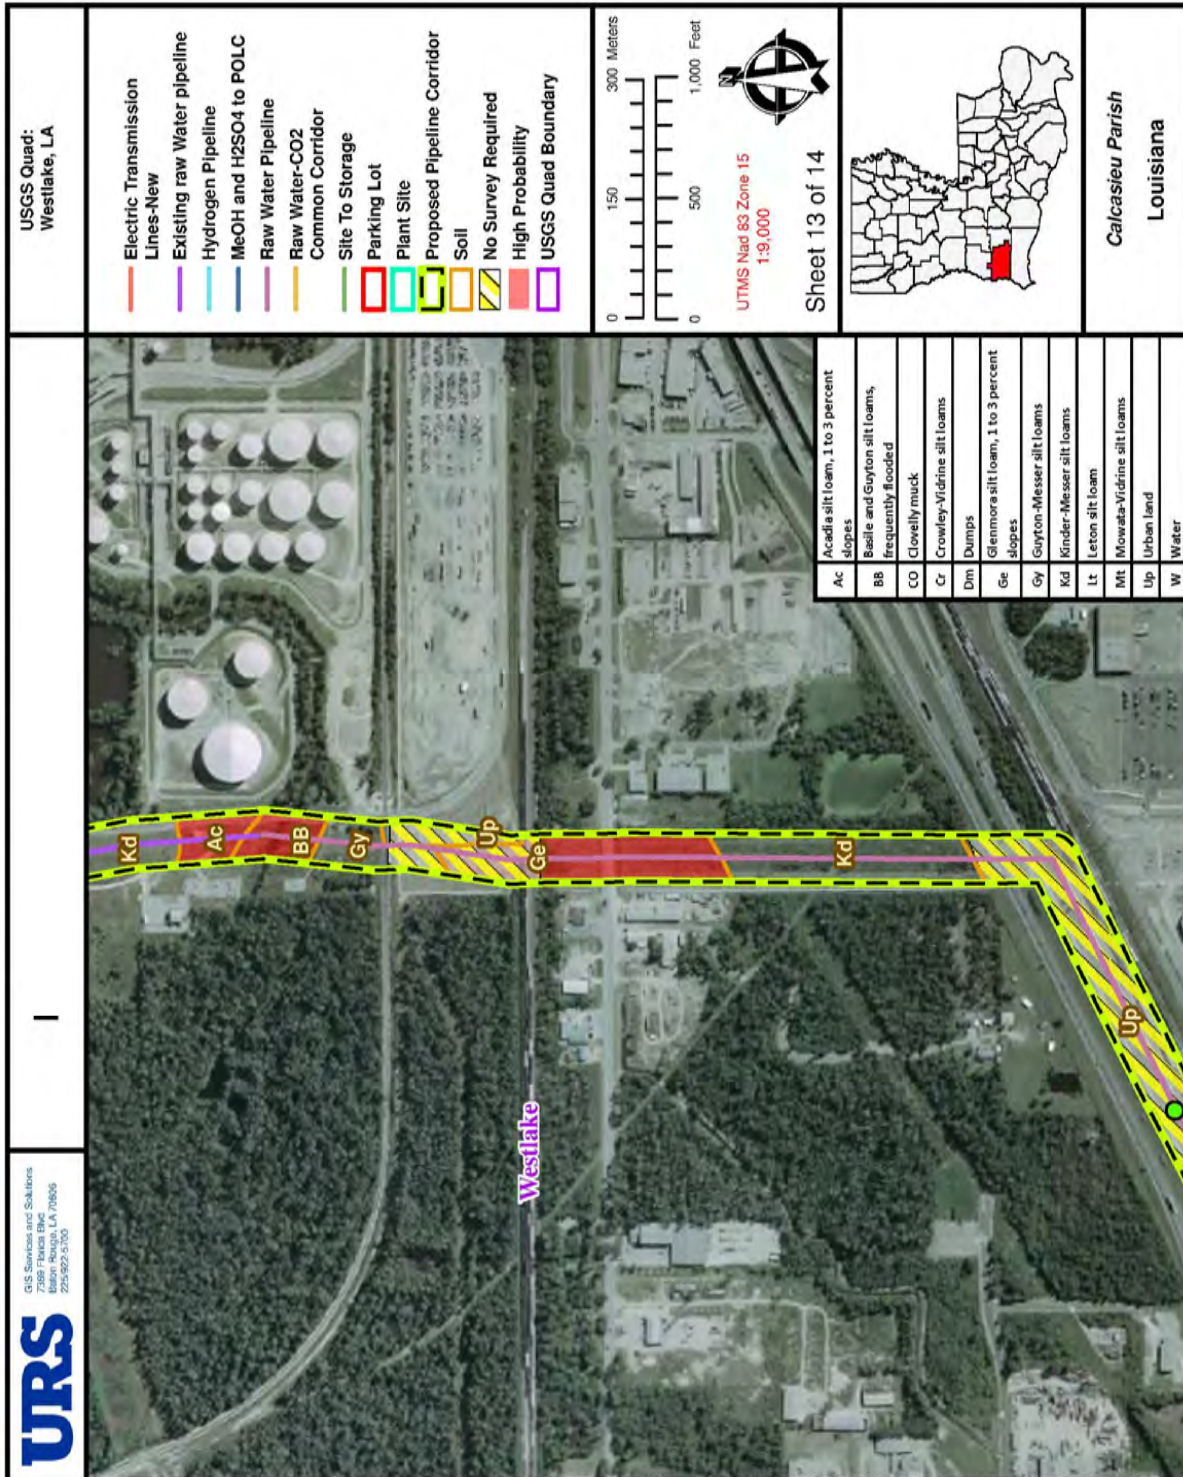 URS
GIS Services and Solutions
7389 Florida Blvd.
Baton Rouge, LA 70806
225/922-5700
USGS Quad:
Westlake, LA
Electric Transmission
Lines-New
Existing raw Water pipeline
Hydrogen Pipeline
MeOH and H2SO4 to POLC
Raw Water Pipeline
Raw Water-CO2
Common Corridor
Site To Storage
Parking Lot
Plant Site
Proposed Pipeline Corridor
Soil
No Survey Required
High Probability
USGS Quad Boundary
0 150 300 Meters
0 500 1,000 Feet
N
UTMS Nad 83 Zone 15
1:9,000
Sheet 13 of 14
Calcasieu Parish
Louisiana
Kd
Ac
BB
Gy
Up
Ge
Kd
Up
Westlake
Ac Acadia silt loam, 1 to 3 percent
slopes
BB Basile and Guyton silt loams,
frequently flooded
CO Clovelly muck
Cr Crowley-Vidrine silt loams
Dm Dumps
Ge Glenmora silt loam, 1 to 3 percent
slopes
Gy Guyton-Messer silt loams
Kd Kinder-Messer silt loams
Lt Leton silt loam
Mt Mowata-Vidrine silt loams
Up Urban land
W Water